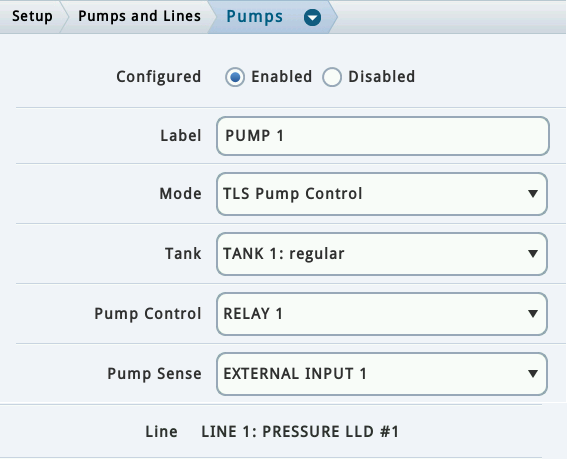 Setup Pumps and Lines Pumps
Configured Enabled Disabled
Label PUMP 1
Mode TLS Pump Control
Tank TANK 1: regular
Pump Control RELAY 1
Pump Sense EXTERNAL INPUT 1
Line LINE 1: PRESSURE LLD #1